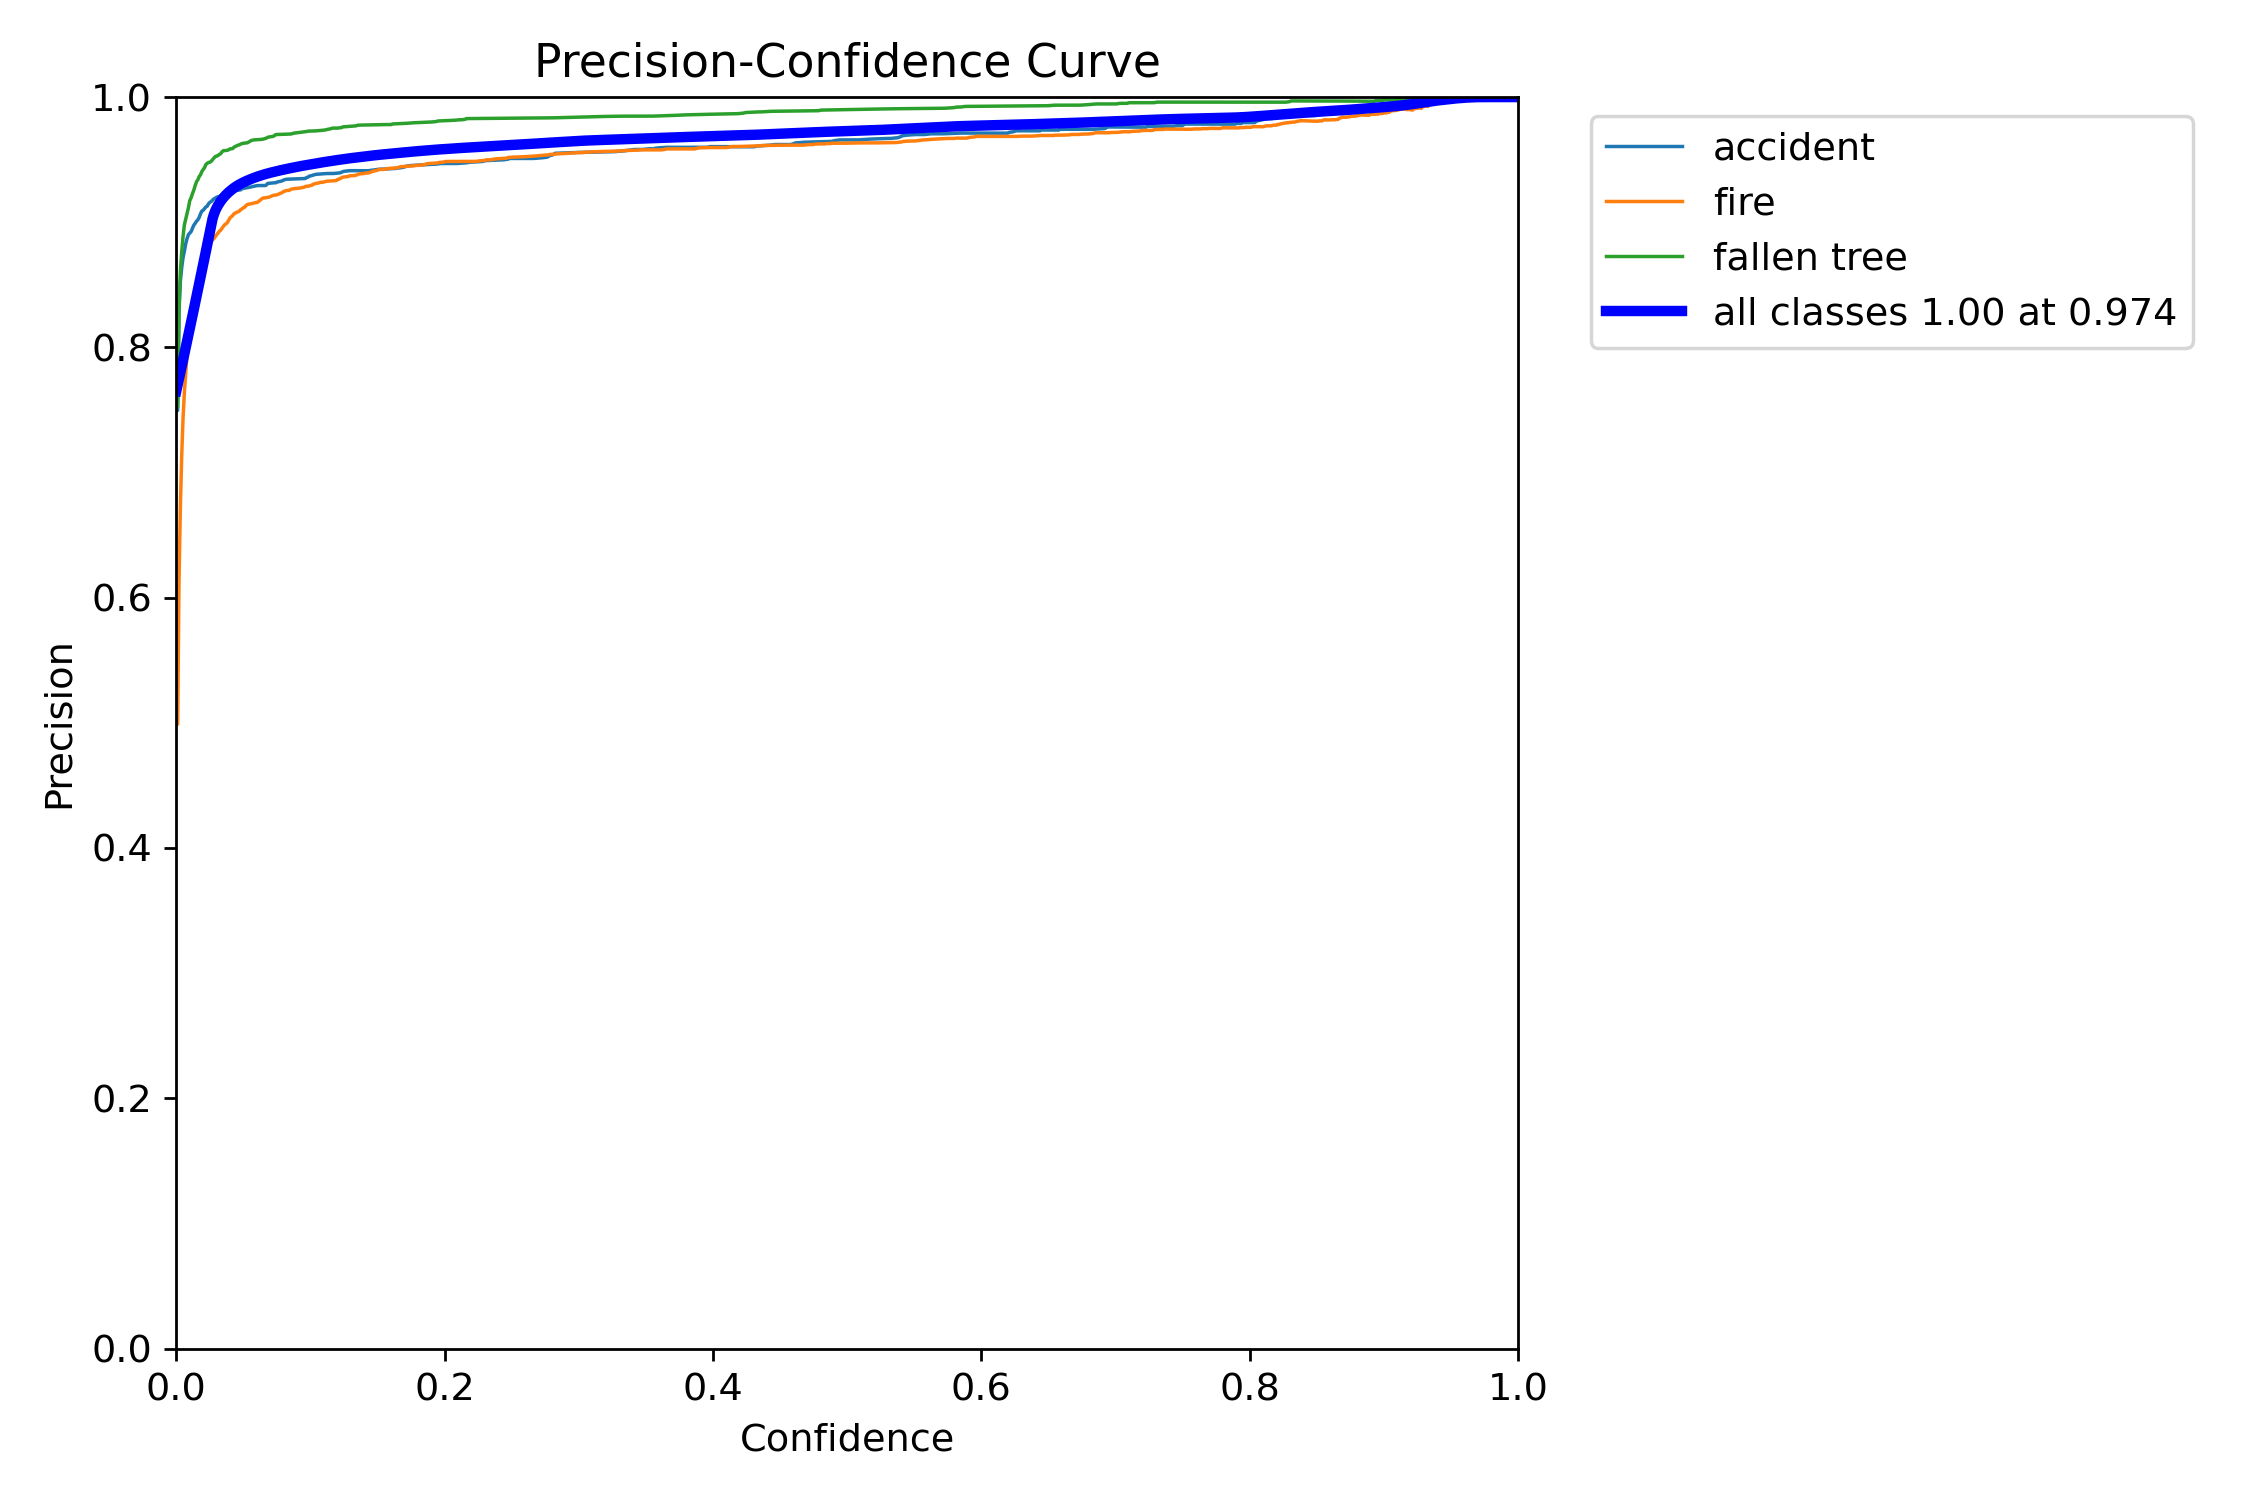 Precision-Confidence Curve
1.0
0.8
0.6
0.4
0.2
0.0
Precision
0.0 0.2 0.4 0.6 0.8 1.0
Confidence
accident
fire
fallen tree
all classes 1.00 at 0.974